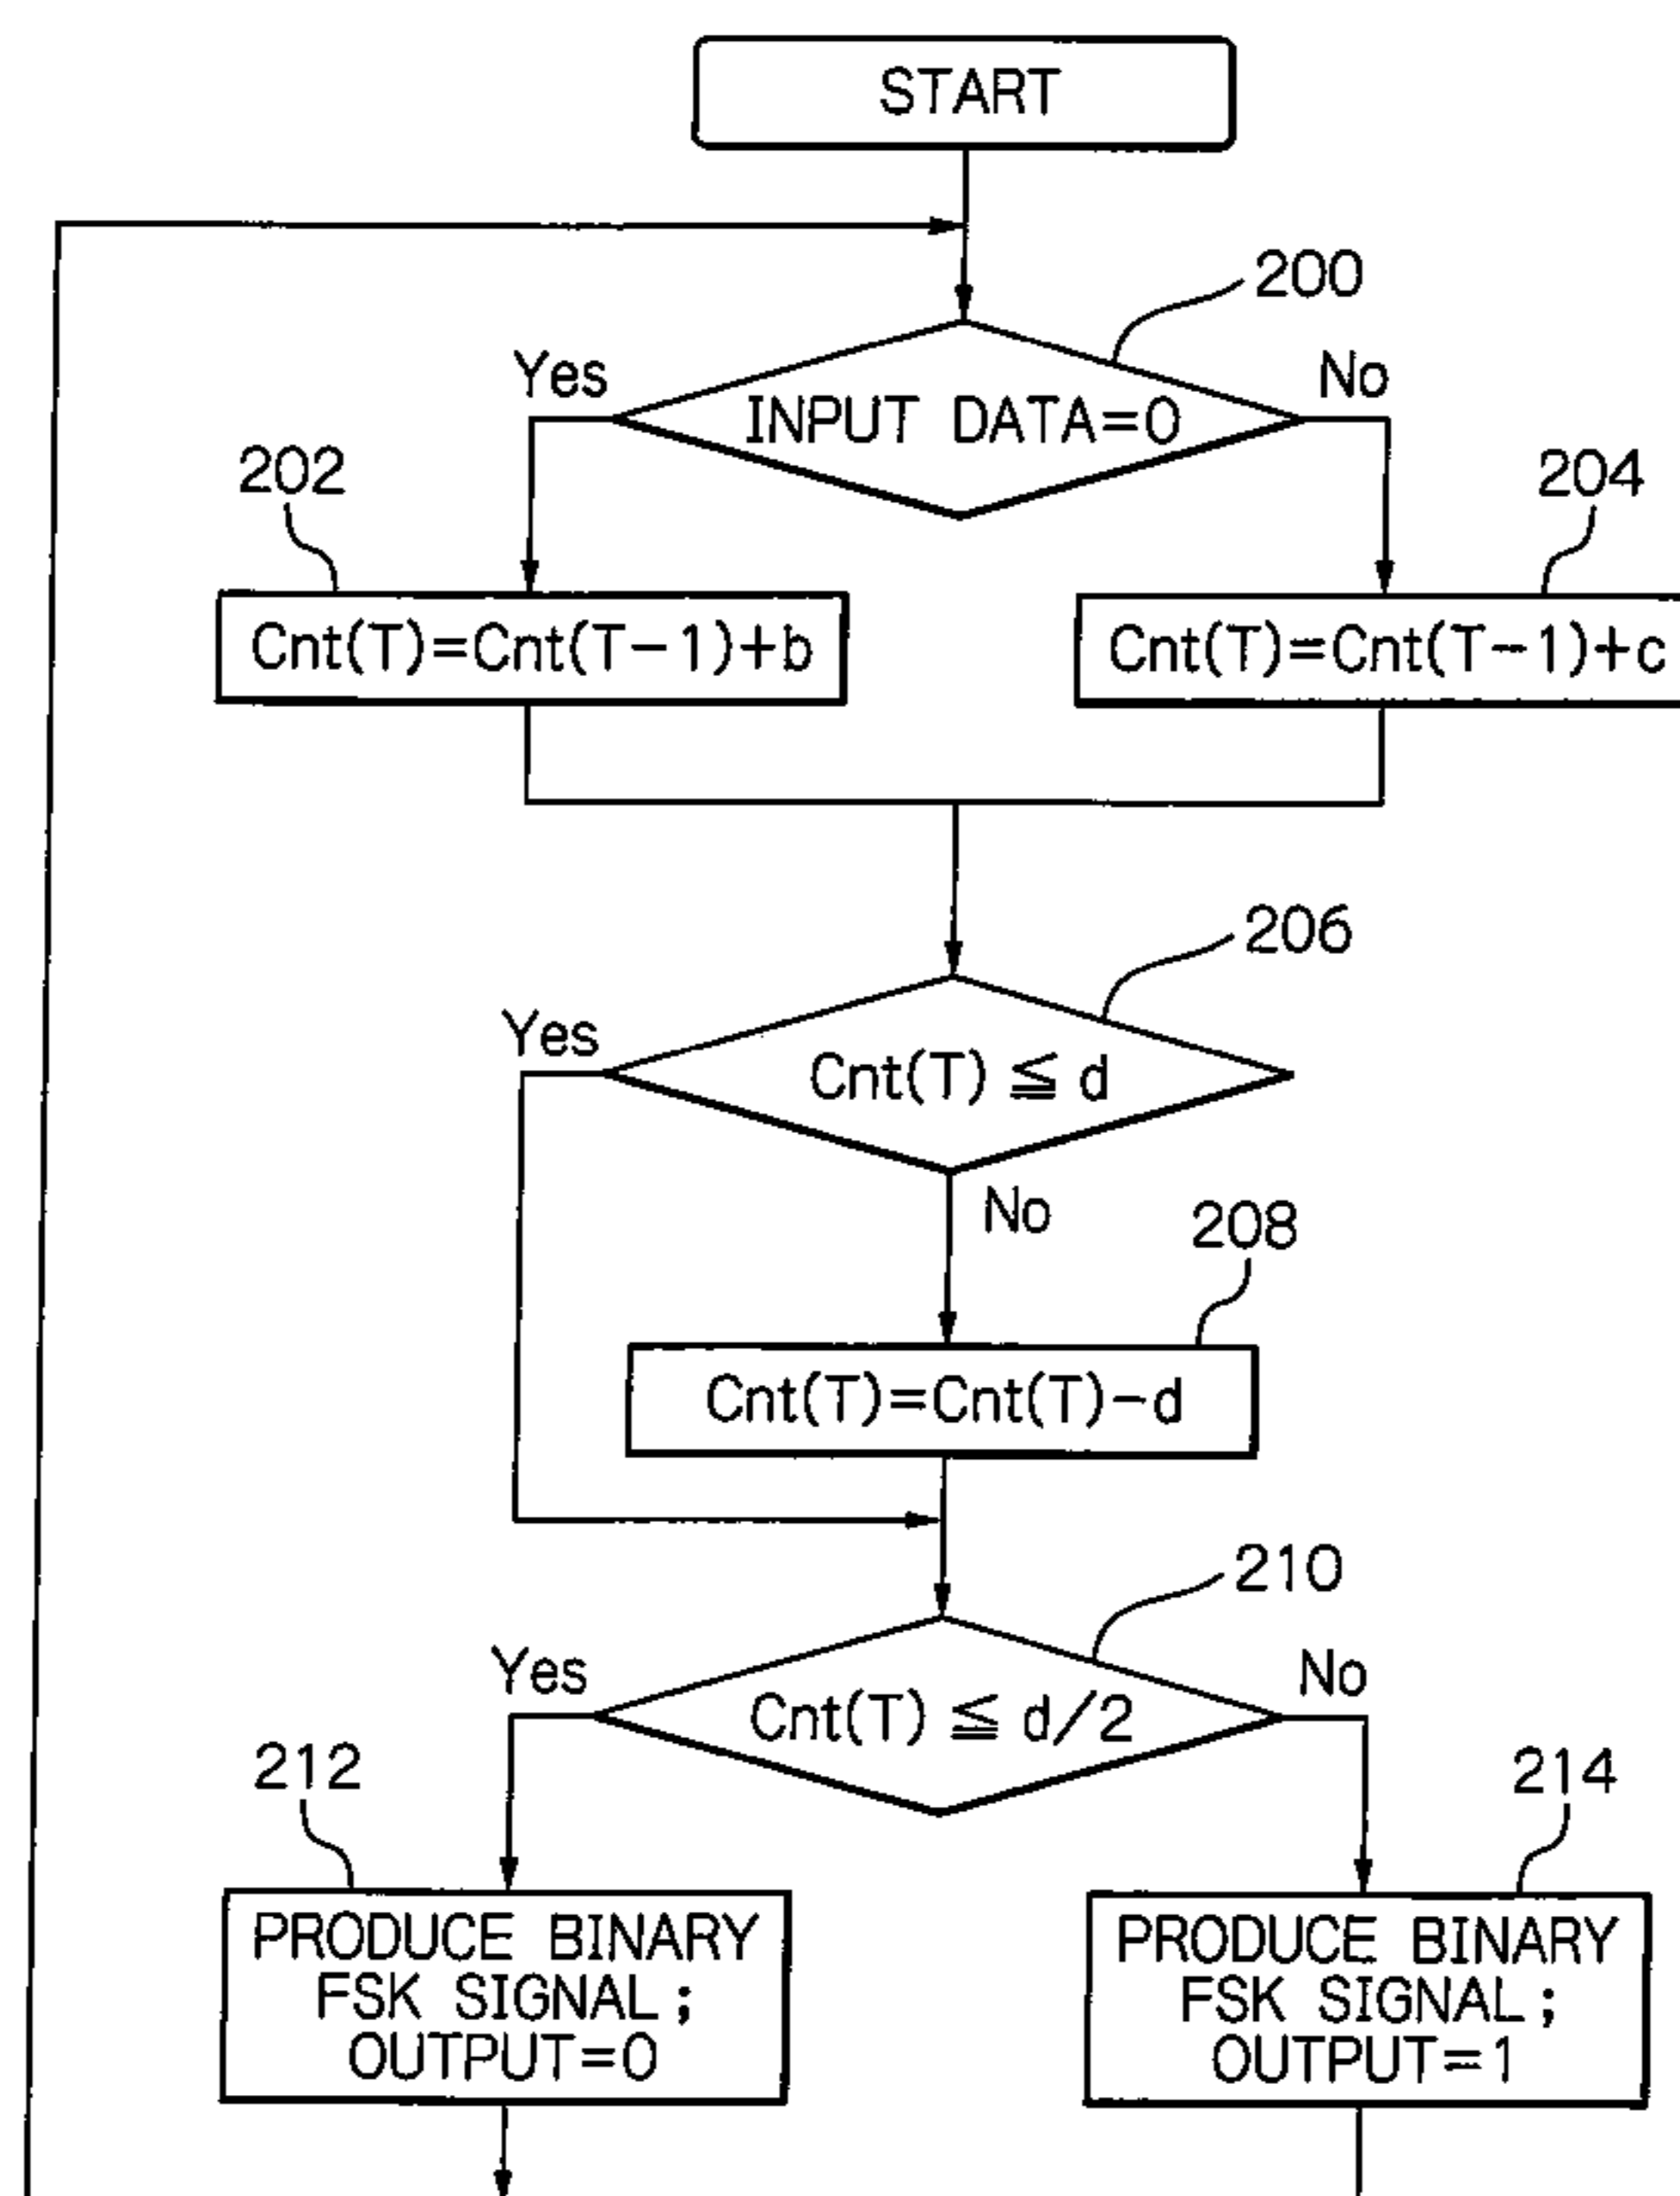 START
200
Yes
No
INPUT DATA=0
202
204
Cnt(T)=Cnt(T-1)+b
Cnt(T)=Cnt(T-1)+c
206
Yes
Cnt(T) ≦ d
No
208
Cnt(T)=Cnt(T)-d
210
Yes
No
Cnt(T) ≦ d/2
212
214
PRODUCE BINARY
FSK SIGNAL;
OUTPUT=0
PRODUCE BINARY
FSK SIGNAL;
OUTPUT=1